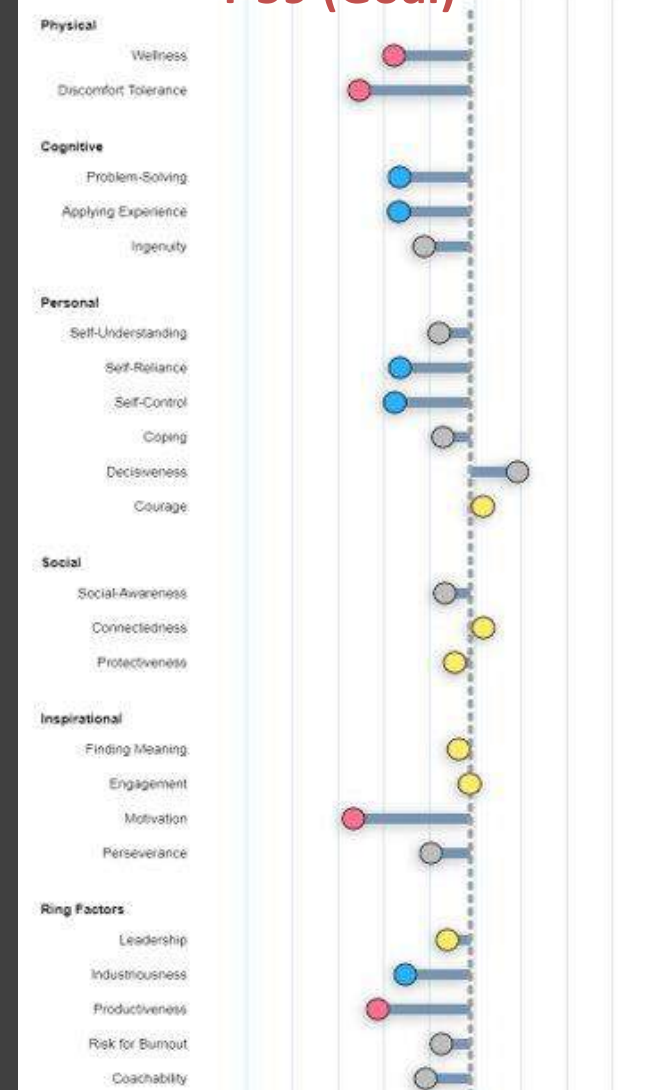 (Goal)
Physical
Wellness
Discomfort Tolerance
Cognitive
Problem-Solving
Applying Experience
Ingenuity
Personal
Self-Understanding
Self-Reliance
Self-Control
Coping
Decisiveness
Courage
Social
Social-Awareness
Connectedness
Protectiveness
Inspirational
Finding Meaning
Engagement
Motivation
Perseverance
Ring Factors
Leadership
Industriousness
Productiveness
Risk for Burnout
Coachability